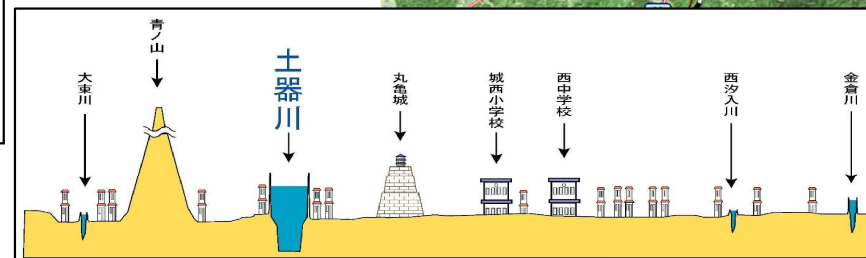 大束川
青ノ山
土器川
丸亀城
城西小学校
西中学校
西汐入川
金倉川